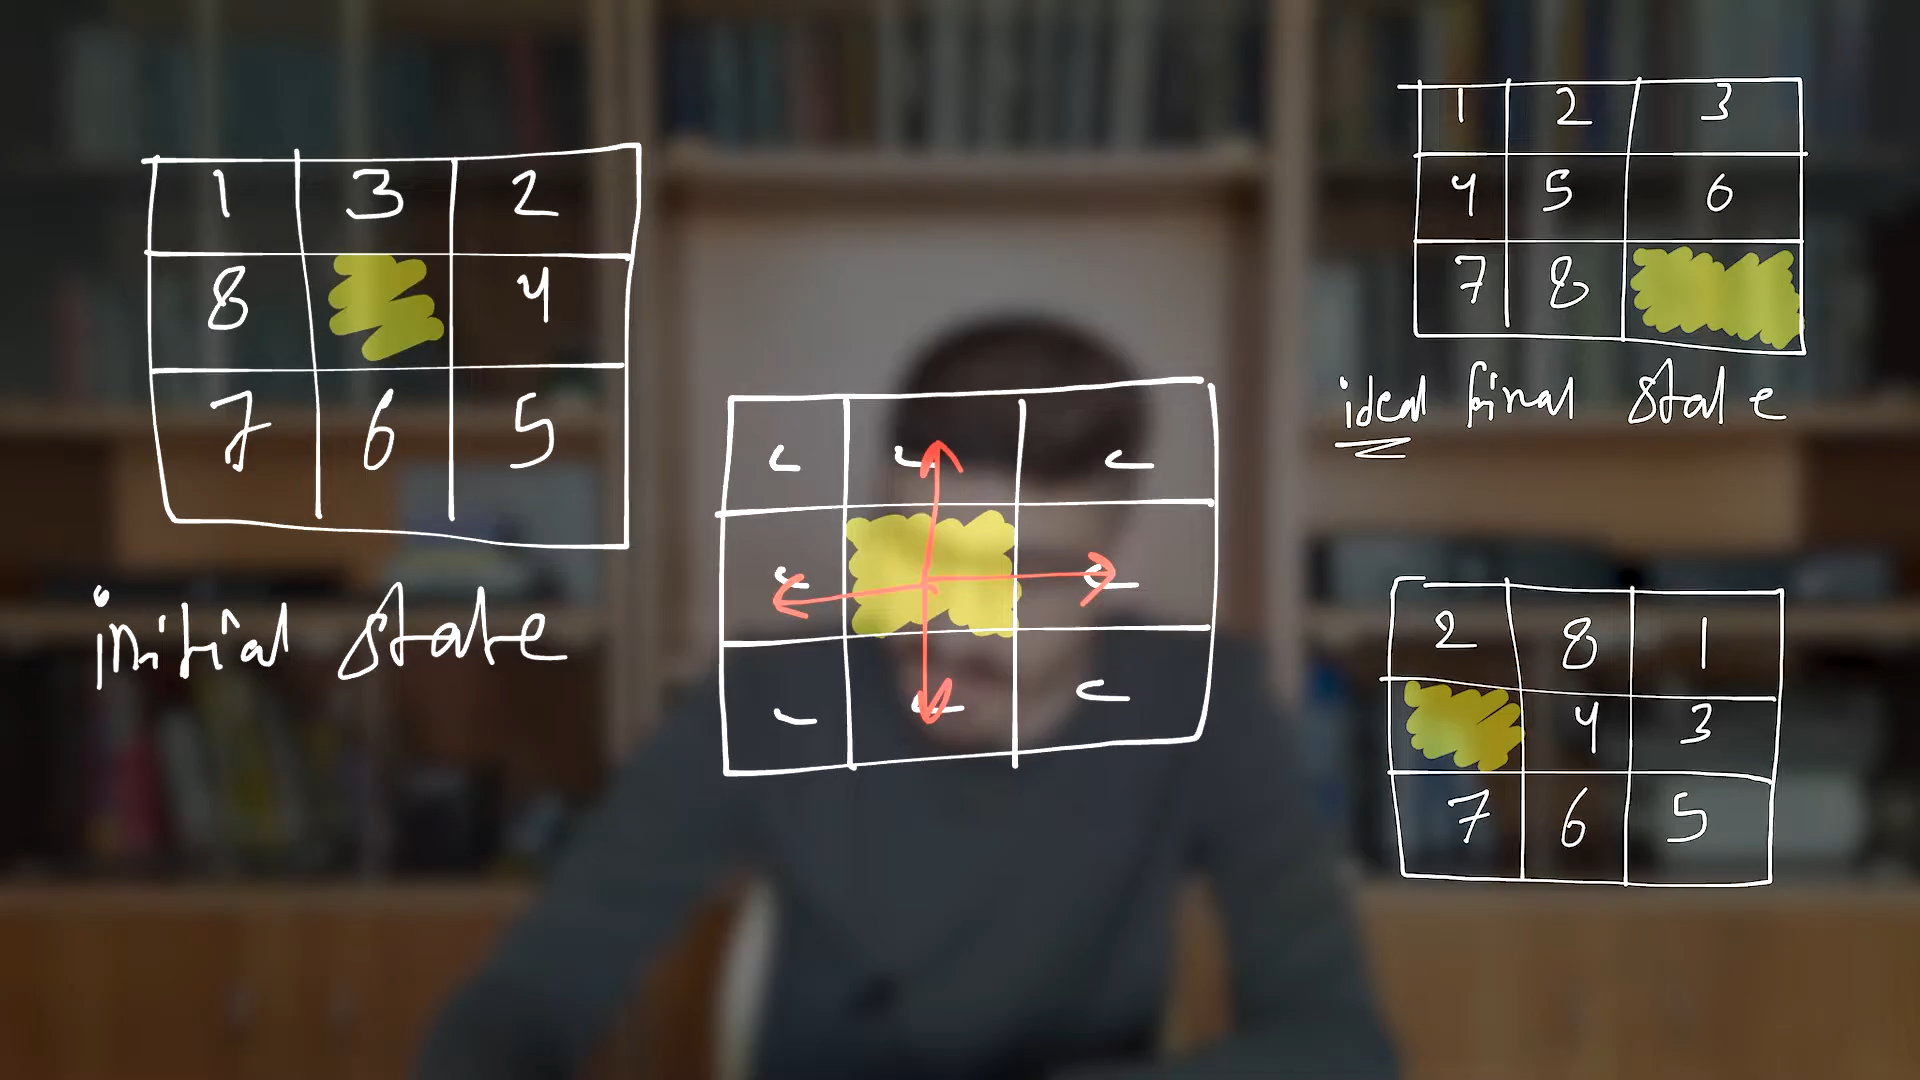 1 3 2
8 4
7 6 5
initial state
1 2 3
4 5 6
7 8
ideal final state
2 8 1
4 3
7 6 5